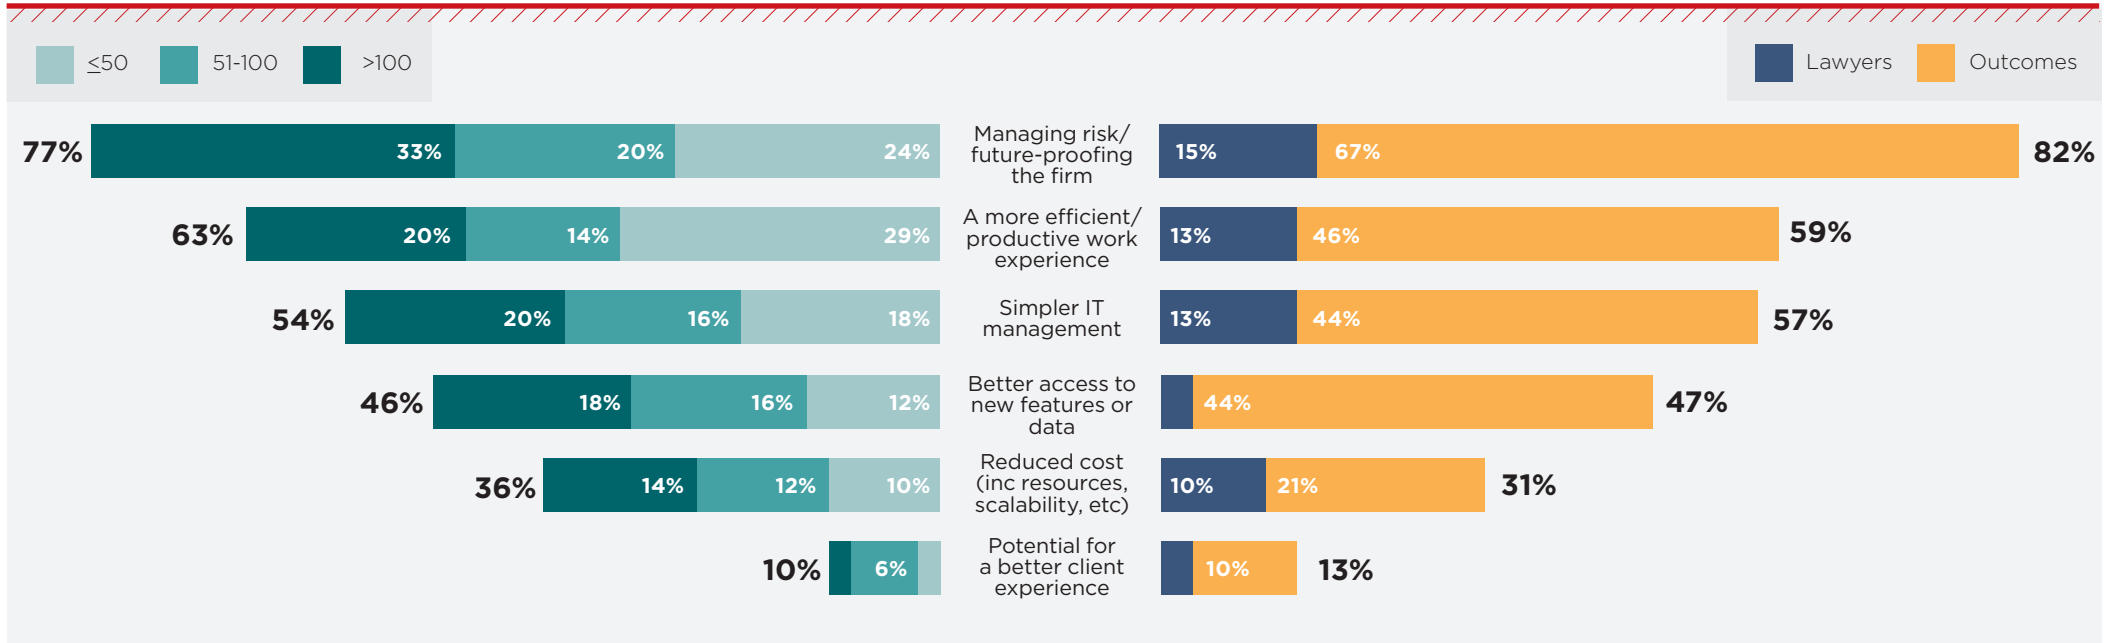 ≤50 51-100 >100
Lawyers Outcomes
77% 33% 20% 24%
Managing risk/
future-proofing
the firm
15% 67% 82%
63% 20% 14% 29%
A more efficient/
productive work
experience
13% 46% 59%
54% 20% 16% 18%
Simpler IT
management
13% 44% 57%
46% 18% 16% 12%
Better access to
new features or
data
44% 47%
36% 14% 12% 10%
Reduced cost
(inc resources,
scalability, etc)
10% 21% 31%
10% 6%
Potential for
a better client
experience
10% 13%